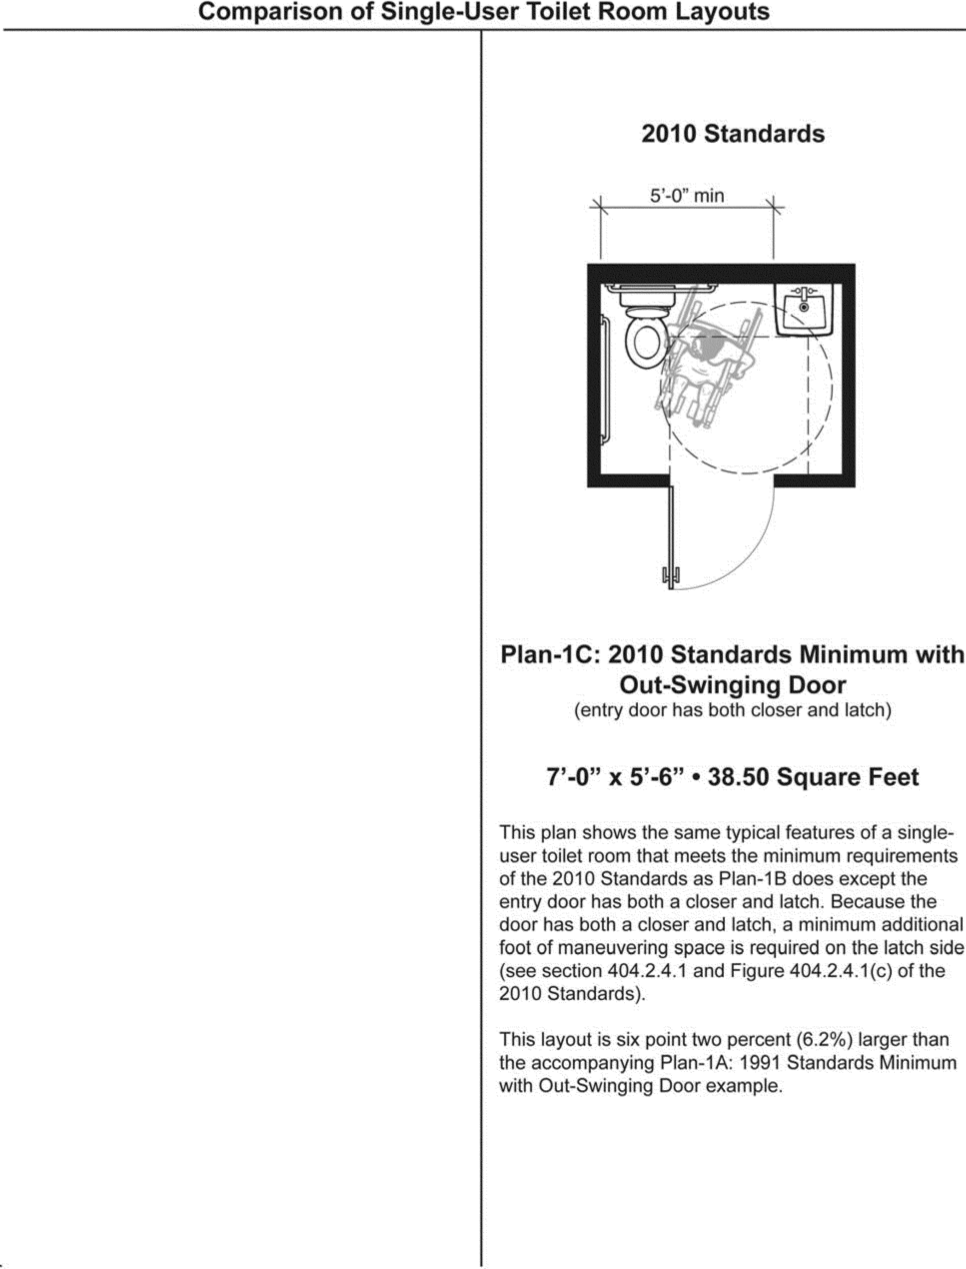 Comparison of Single-User Toilet Room Layouts
2010 Standards
5’-0” min
Plan-1C: 2010 Standards Minimum with
Out-Swinging Door
(entry door has both closer and latch)
7’-0” x 5’-6” • 38.50 Square Feet
This plan shows the same typical features of a single-
user toilet room that meets the minimum requirements
of the 2010 Standards as Plan-1B does except the
entry door has both a closer and latch. Because the
door has both a closer and latch, a minimum additional
foot of maneuvering space is required on the latch side
(see section 404.2.4.1 and Figure 404.2.4.1(c) of the
2010 Standards).
This layout is six point two percent (6.2%) larger than
the accompanying Plan-1A: 1991 Standards Minimum
with Out-Swinging Door example.